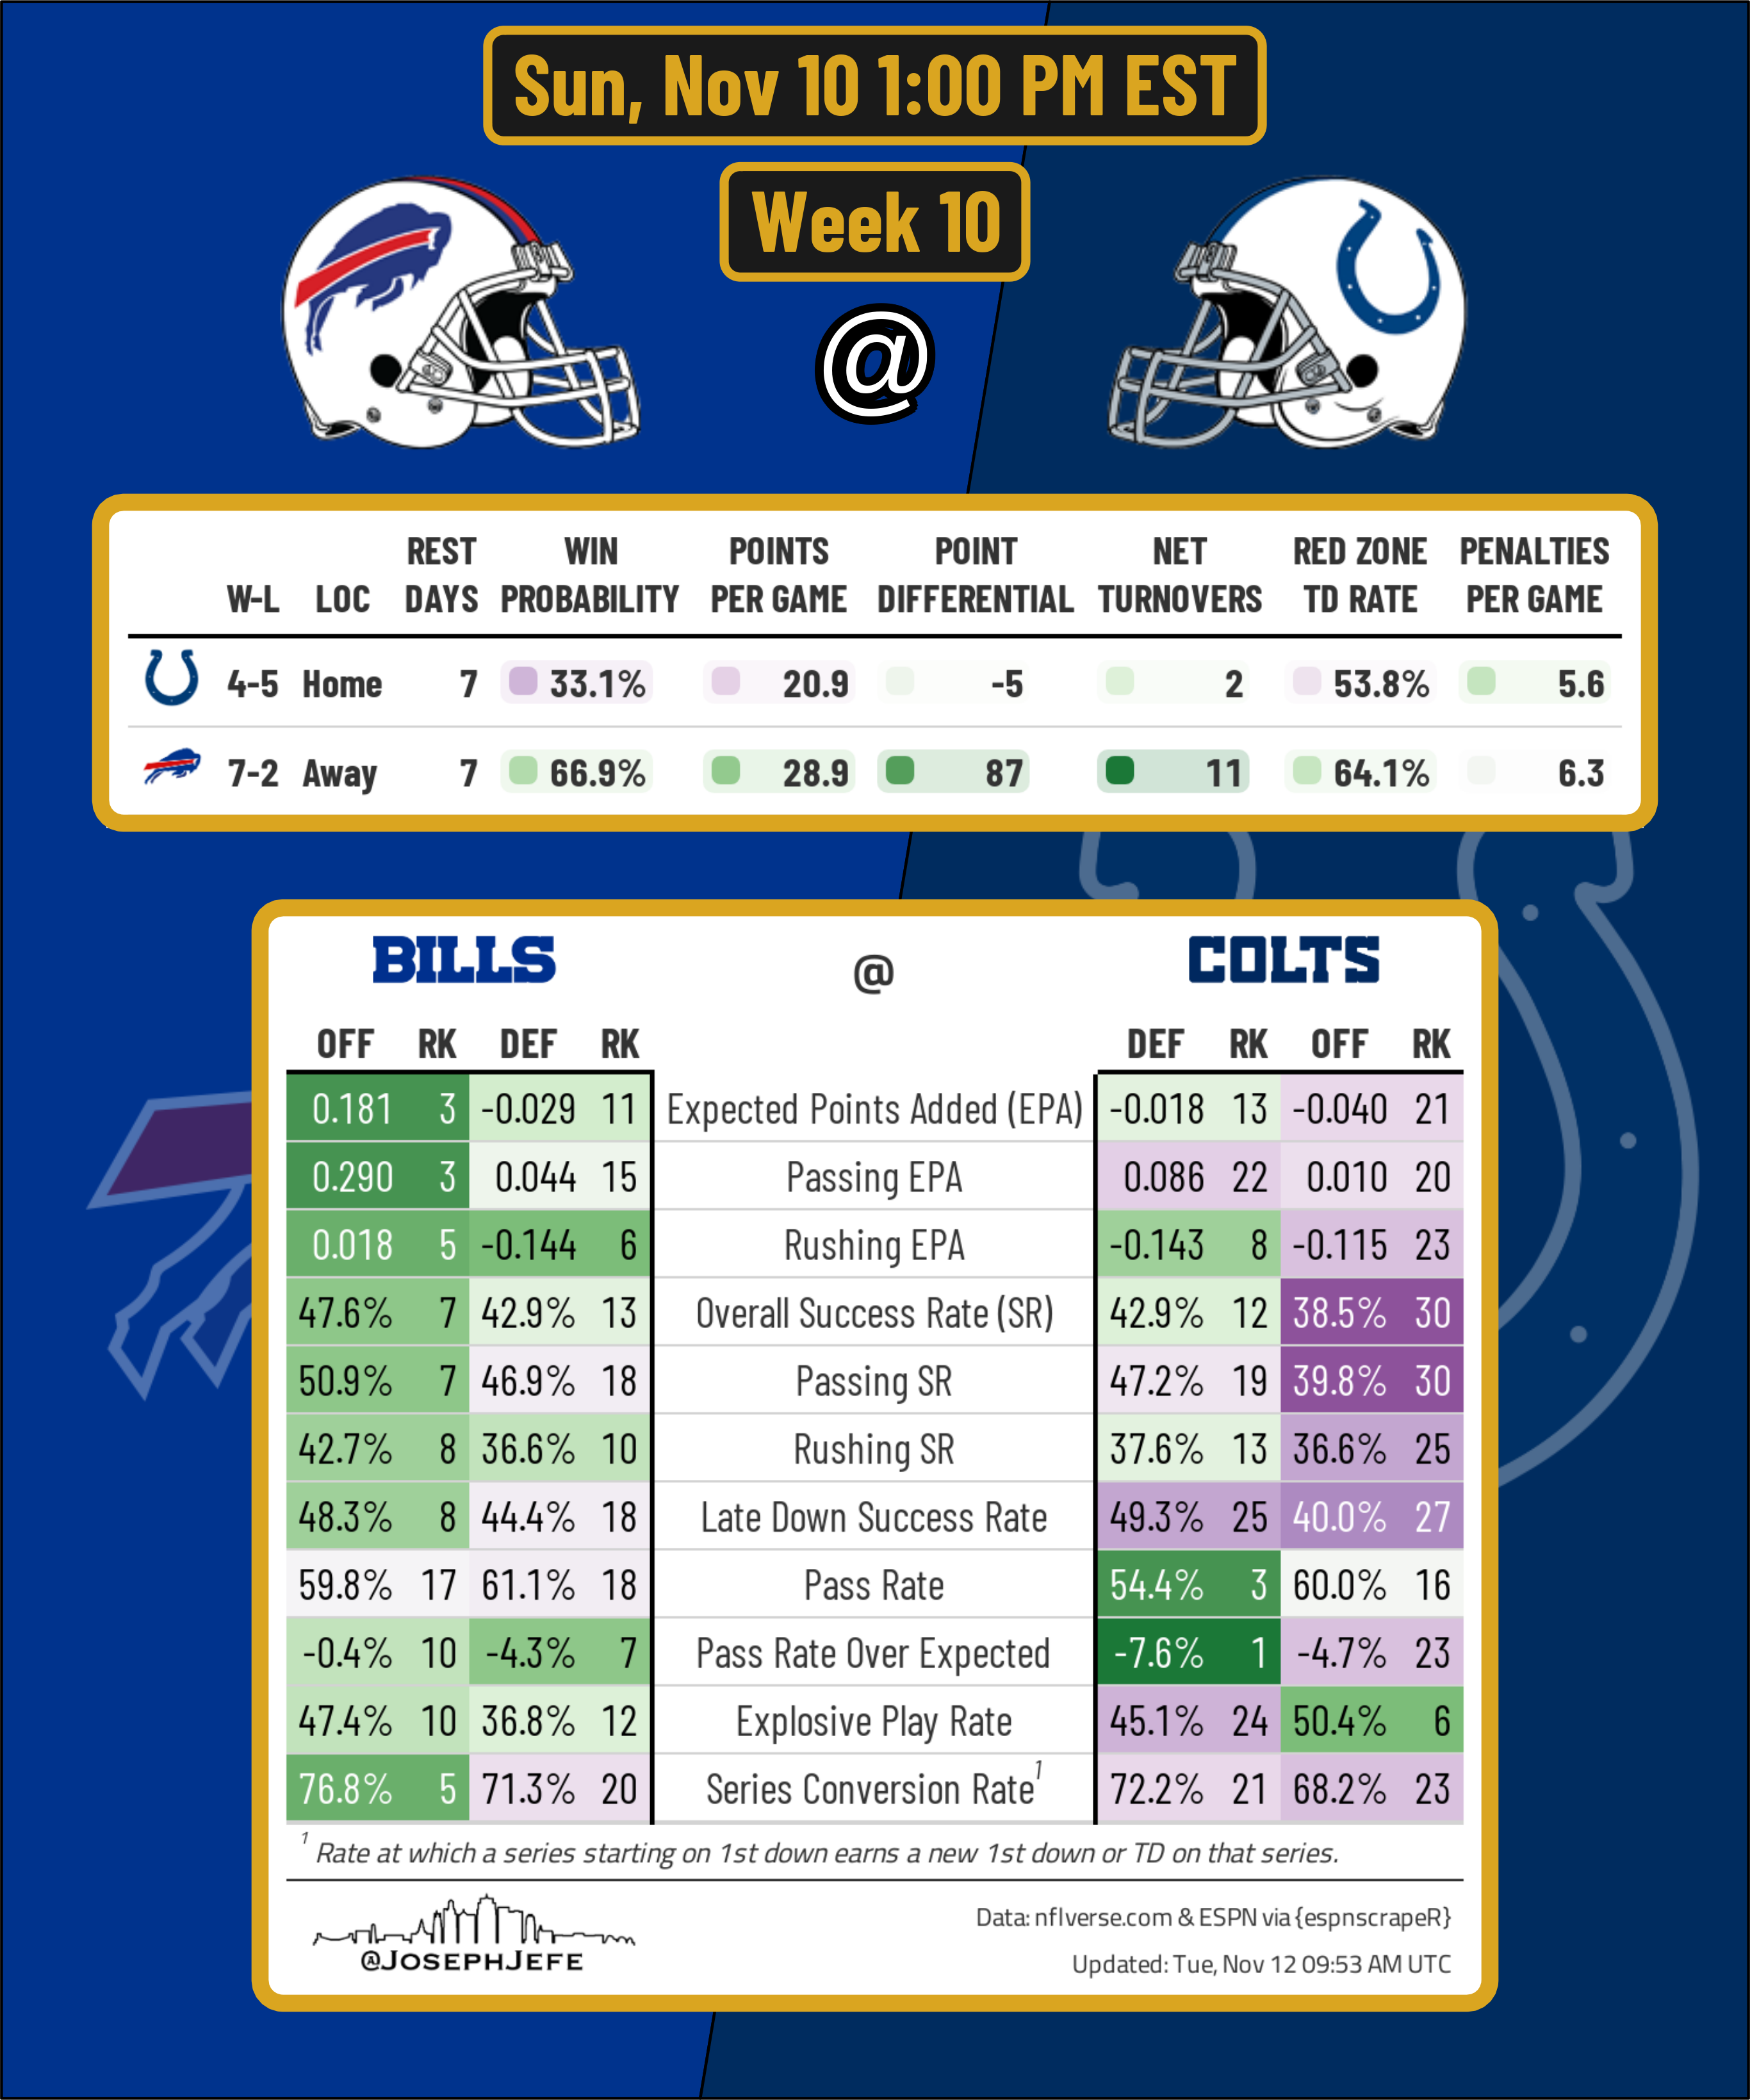 Sun, Nov 10 1:00 PM EST
Week 10
@
W-L LOC REST DAYS WIN PROBABILITY POINTS PER GAME POINT DIFFERENTIAL NET TURNOVERS RED ZONE TD RATE PENALTIES PER GAME
4-5 Home 7 33.1% 20.9 -5 2 53.8% 5.6
7-2 Away 7 66.9% 28.9 87 11 64.1% 6.3
BILLS @ COLTS
OFF RK DEF RK DEF RK OFF RK
0.181 3 -0.029 11 Expected Points Added (EPA) -0.018 13 -0.040 21
0.290 3 0.044 15 Passing EPA 0.086 22 0.010 20
0.018 5 -0.144 6 Rushing EPA -0.143 8 -0.115 23
47.6% 7 42.9% 13 Overall Success Rate (SR) 42.9% 12 38.5% 30
50.9% 7 46.9% 18 Passing SR 47.2% 19 39.8% 30
42.7% 8 36.6% 10 Rushing SR 37.6% 13 36.6% 25
48.3% 8 44.4% 18 Late Down Success Rate 49.3% 25 40.0% 27
59.8% 17 61.1% 18 Pass Rate 54.4% 3 60.0% 16
-0.4% 10 -4.3% 7 Pass Rate Over Expected -7.6% 1 -4.7% 23
47.4% 10 36.8% 12 Explosive Play Rate 45.1% 24 50.4% 6
76.8% 5 71.3% 20 Series Conversion Rate¹ 72.2% 21 68.2% 23
¹ Rate at which a series starting on 1st down earns a new 1st down or TD on that series.
@JOSEPHJEFE
Data: nflverse.com & ESPN via {espnscrapeR}
Updated: Tue, Nov 12 09:53 AM UTC